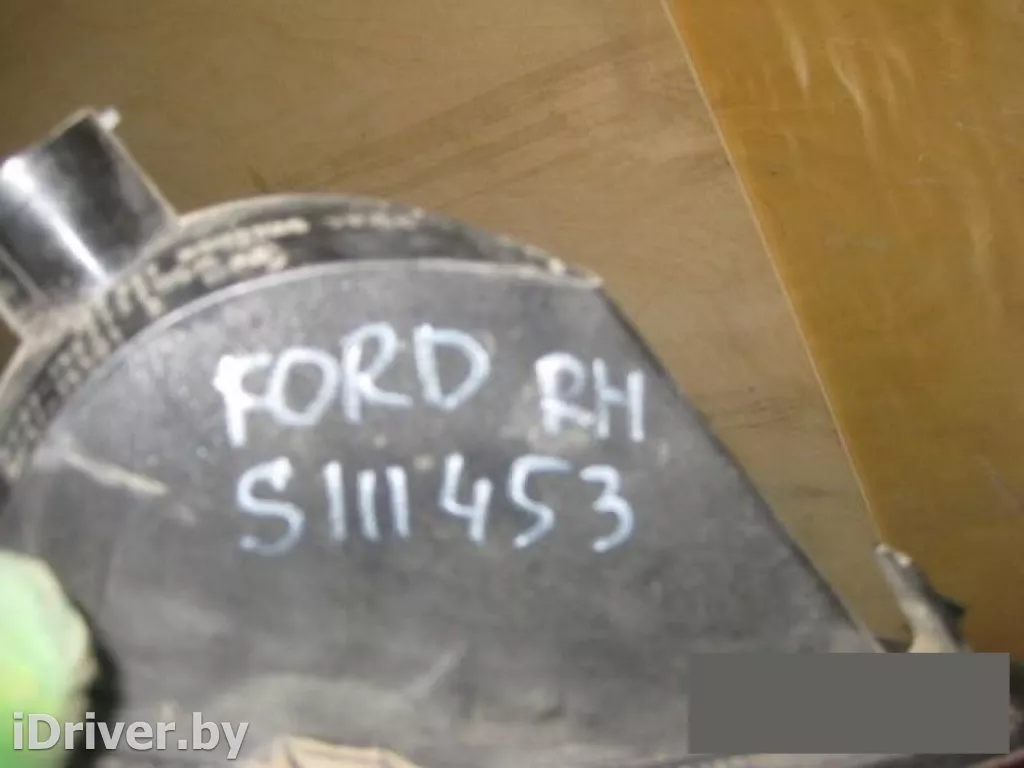 FORD RH
S111453
iDriver.by